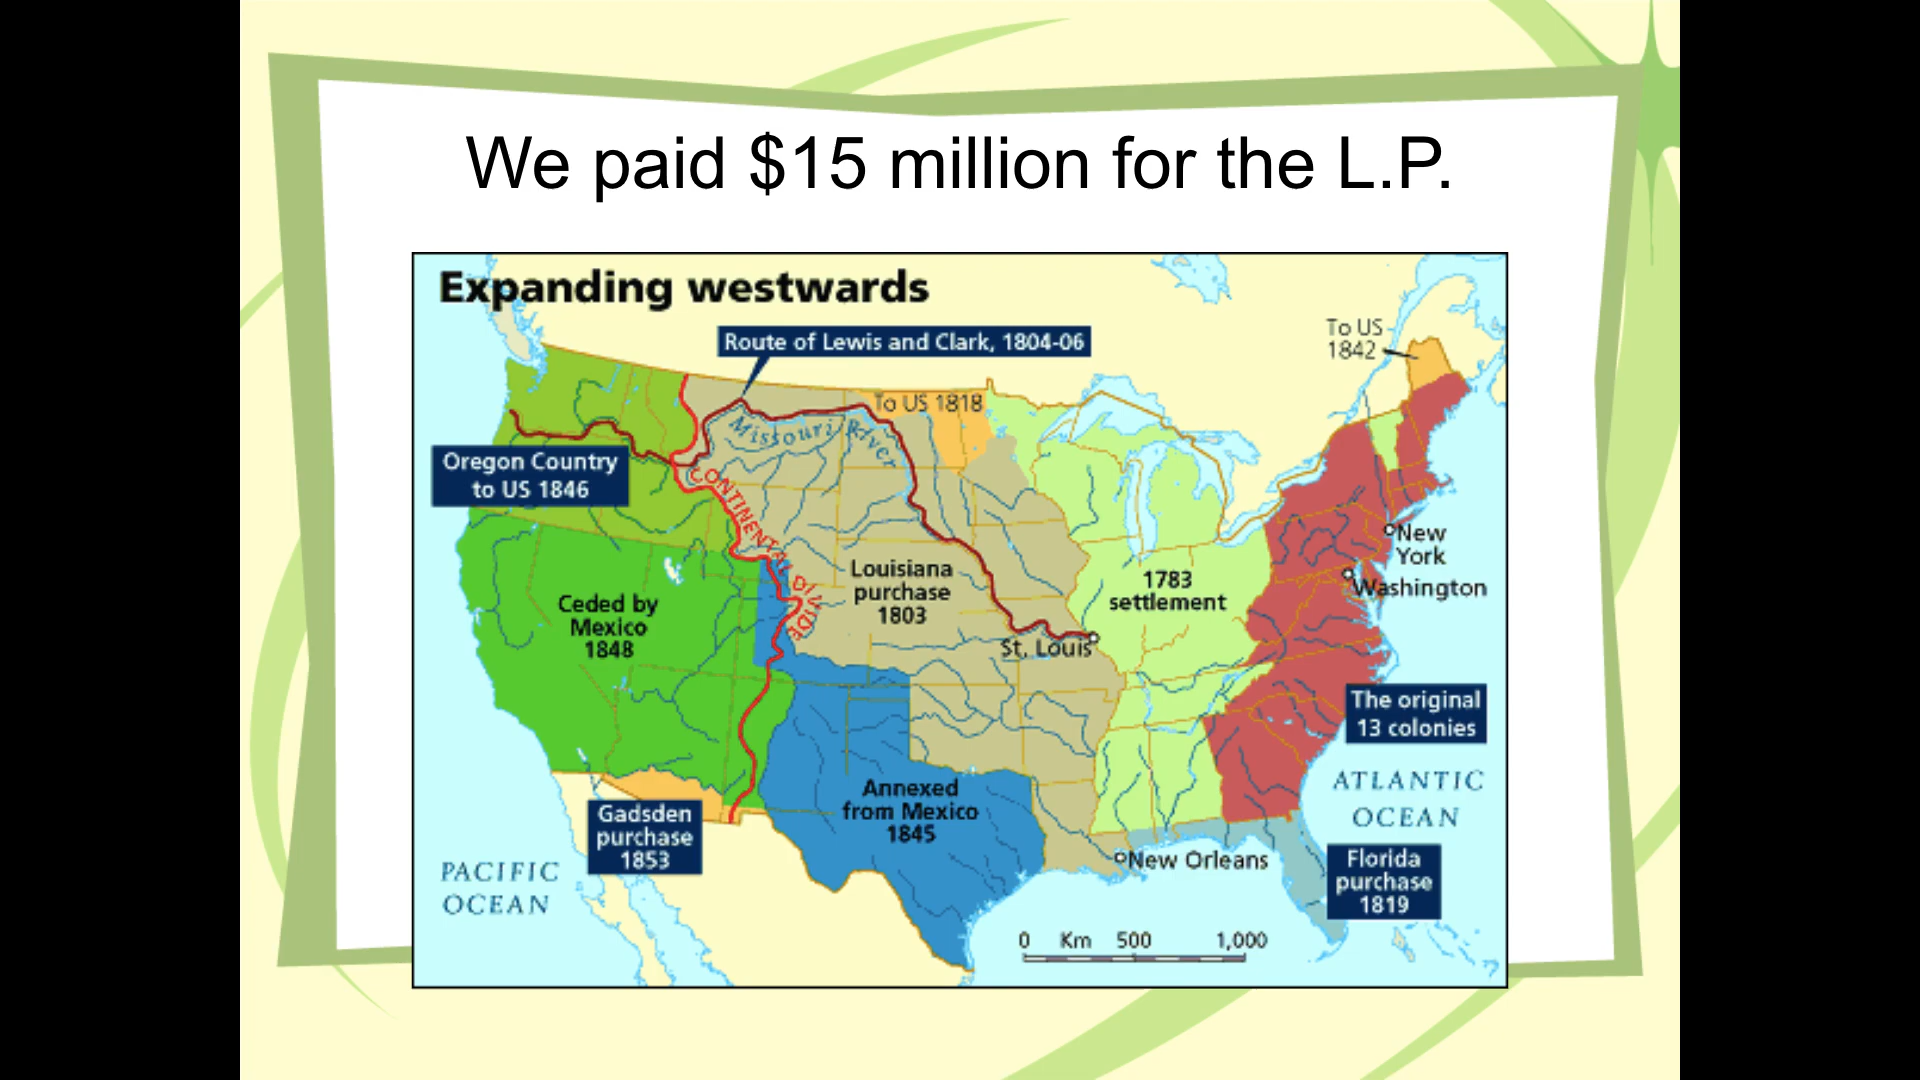 We paid $15 million for the L.P.
Expanding westwards
Route of Lewis and Clark, 1804-06
To US
1842
To US 1818
Missouri River
Oregon Country
to US 1846
CONTINENTAL DIVIDE
New
York
Washington
Louisiana
purchase
1803
1783
settlement
Ceded by
Mexico
1848
St. Louis
The original
13 colonies
ATLANTIC
OCEAN
Annexed
from Mexico
1845
Gadsden
purchase
1853
New Orleans
Florida
purchase
1819
PACIFIC
OCEAN
0 Km 500 1,000